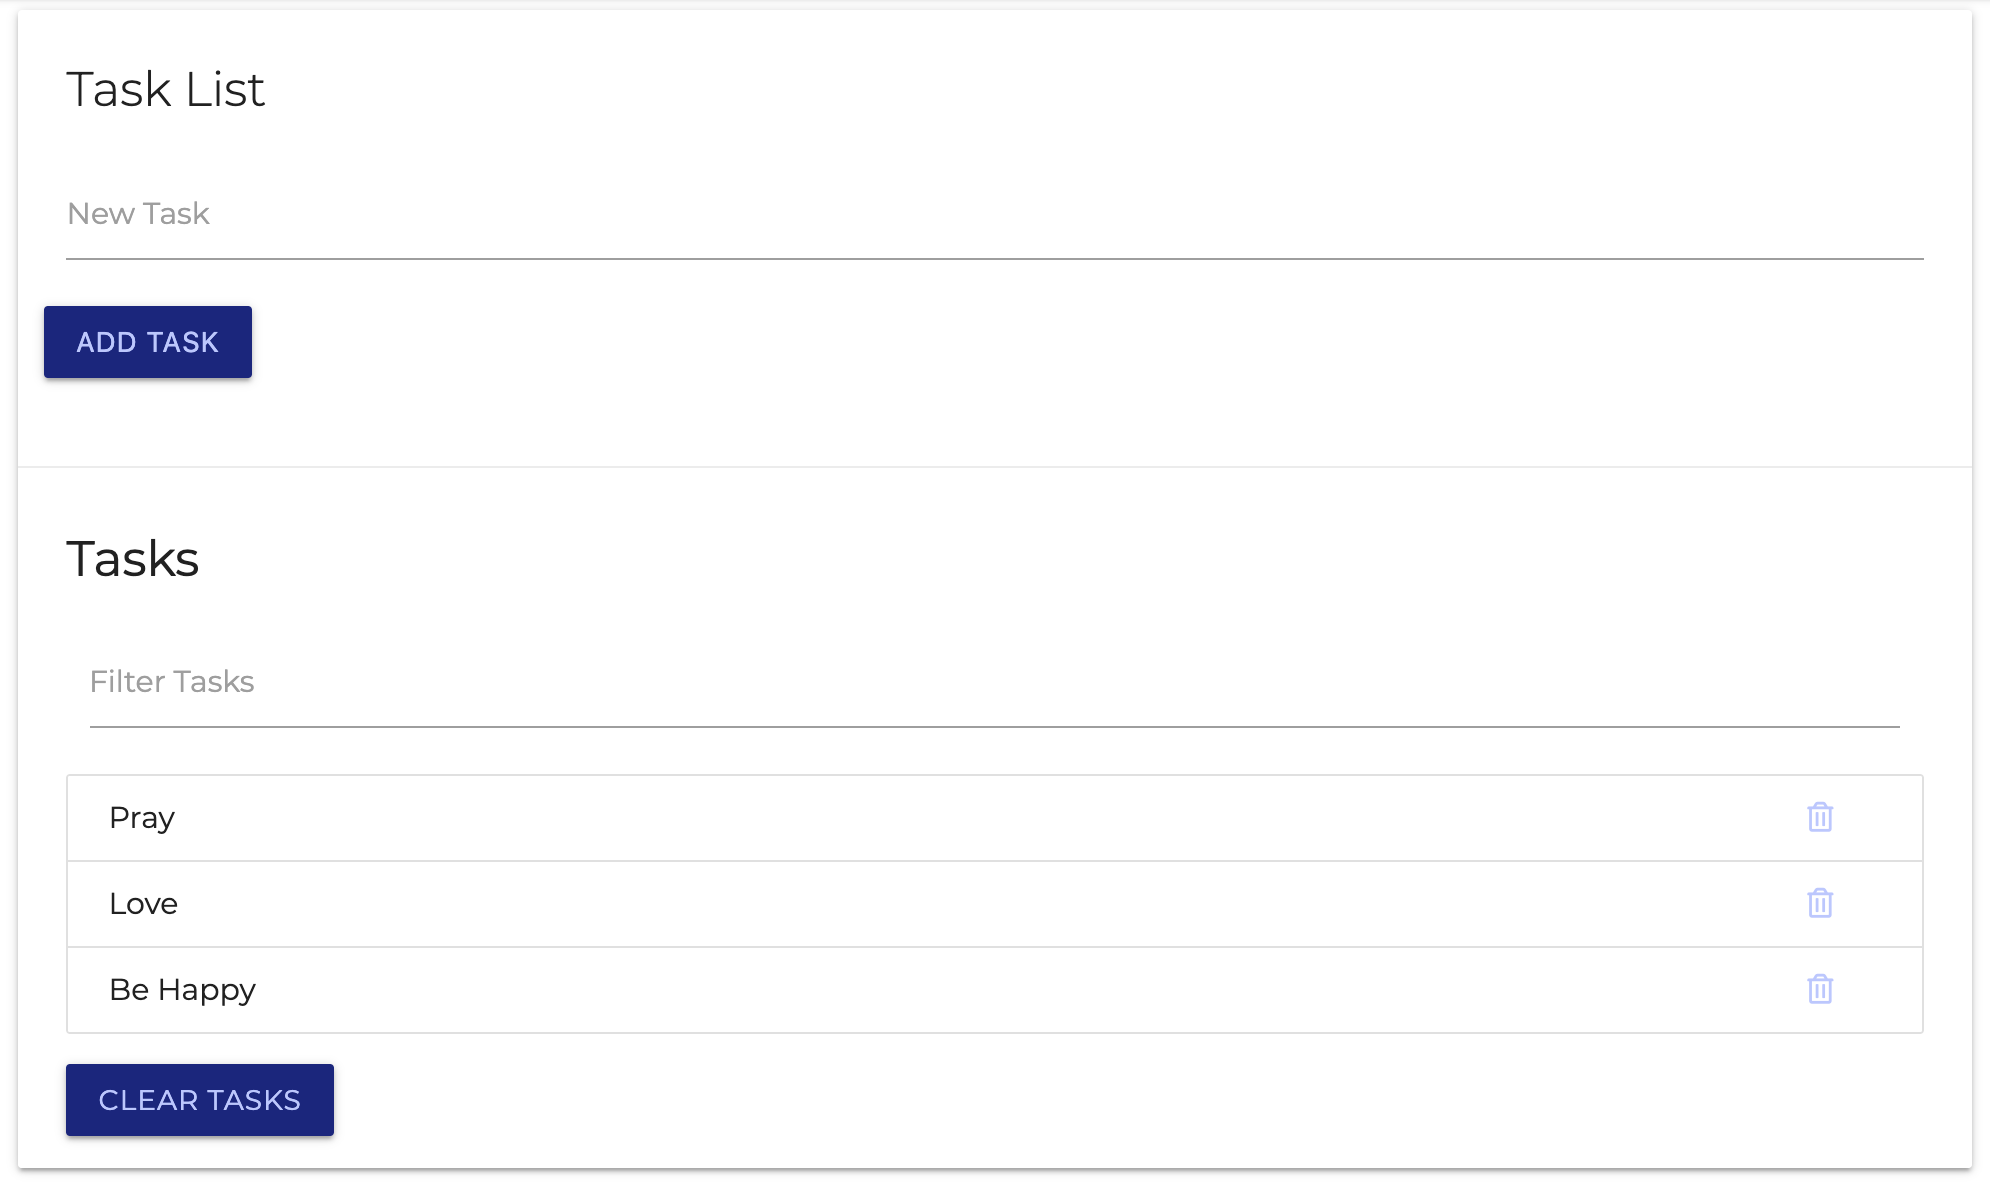 Task List
New Task
ADD TASK
Tasks
Filter Tasks
Pray
Love
Be Happy
CLEAR TASKS